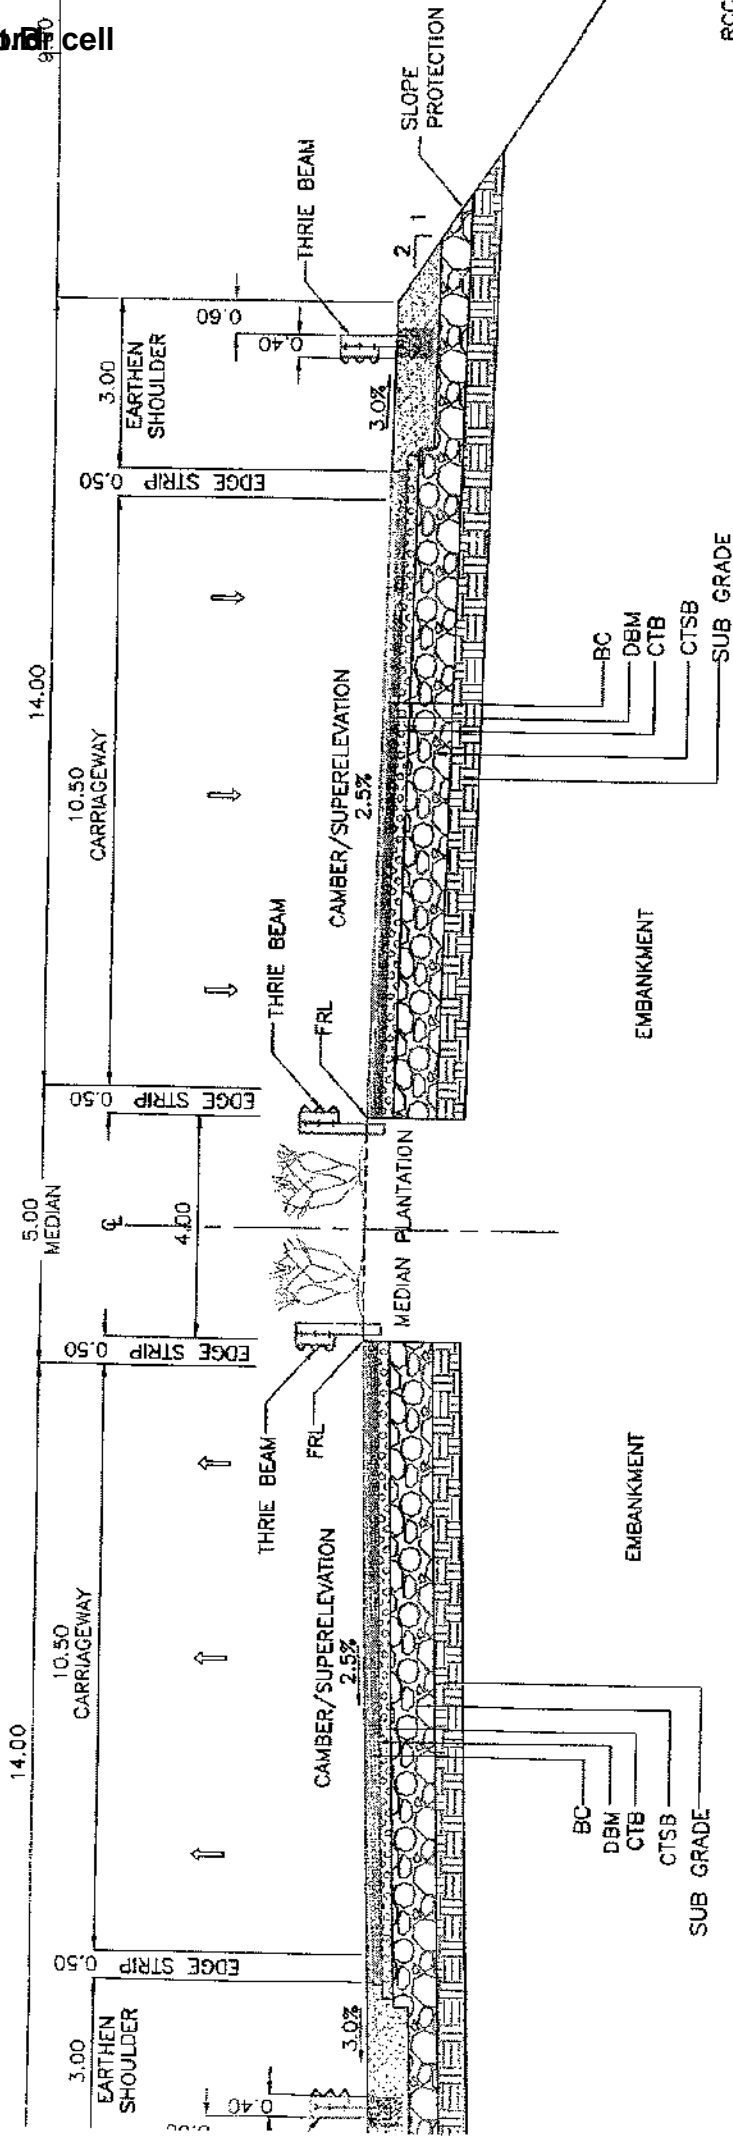 cell
RCC
SLOPE
PROTECTION
THRIE BEAM
2
1
0.60
0.40
3.00
EARTHEN
SHOULDER
3.0%
EDGE STRIP 0.50
14.00
10.50
CARRIAGEWAY
CAMBER/SUPERELEVATION
2.5%
BC
DBM
CTB
CTSB
SUB GRADE
THRIE BEAM
FRL
EMBANKMENT
EDGE STRIP 0.50
5.00
MEDIAN
4.00
MEDIAN PLANTATION
EDGE STRIP 0.50
THRIE BEAM
FRL
EMBANKMENT
14.00
10.50
CARRIAGEWAY
CAMBER/SUPERELEVATION
2.5%
BC
DBM
CTB
CTSB
SUB GRADE
EDGE STRIP 0.50
3.00
EARTHEN
SHOULDER
3.0%
0.40